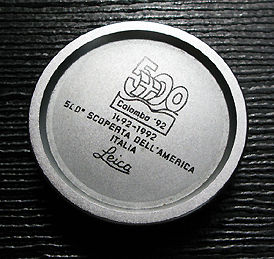 500
Colombo '92
1492-1992
500° SCOPERTA DELL'AMERICA
ITALIA
Leica